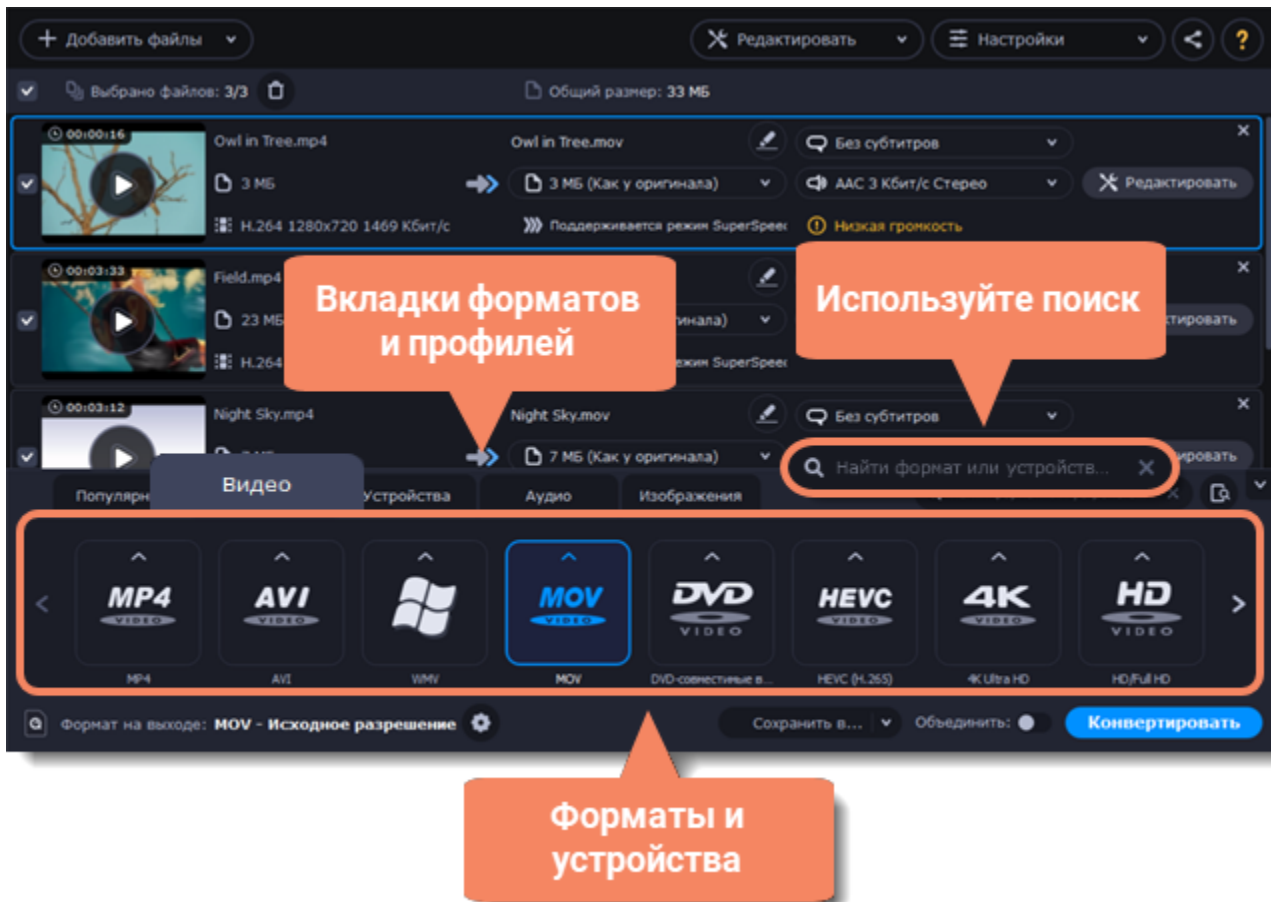 Добавить файлы
Редактировать
Настройки
?
Выбрано файлов: 3/3
Общий размер: 33 МБ
00:00:16
Owl in Tree.mp4
Owl in Tree.mov
Без субтитров
3 МБ
3 МБ (Как у оригинала)
AAC 3 Кбит/с Стерео
Редактировать
H.264 1280x720 1469 Кбит/с
Поддерживается режим SuperSpeed
Низкая громкость
00:03:33
Field.mp4
Вкладки форматов
и профилей
Используйте поиск
23 МБ
H.264
00:03:12
Night Sky.mp4
Night Sky.mov
Без субтитров
7 МБ (Как у оригинала)
Найти формат или устройств...
Популярн
Видео
Устройства
Аудио
Изображения
MP4
VIDEO
AVI
VIDEO
MOV
VIDEO
DVD
VIDEO
HEVC
VIDEO
4K
VIDEO
HD
VIDEO
MP4
AVI
WMV
MOV
DVD-совместимые в...
HEVC (H.265)
4K Ultra HD
HD/Full HD
Формат на выходе: MOV - Исходное разрешение
Сохранить в...
Объединить:
Конвертировать
Форматы и
устройства